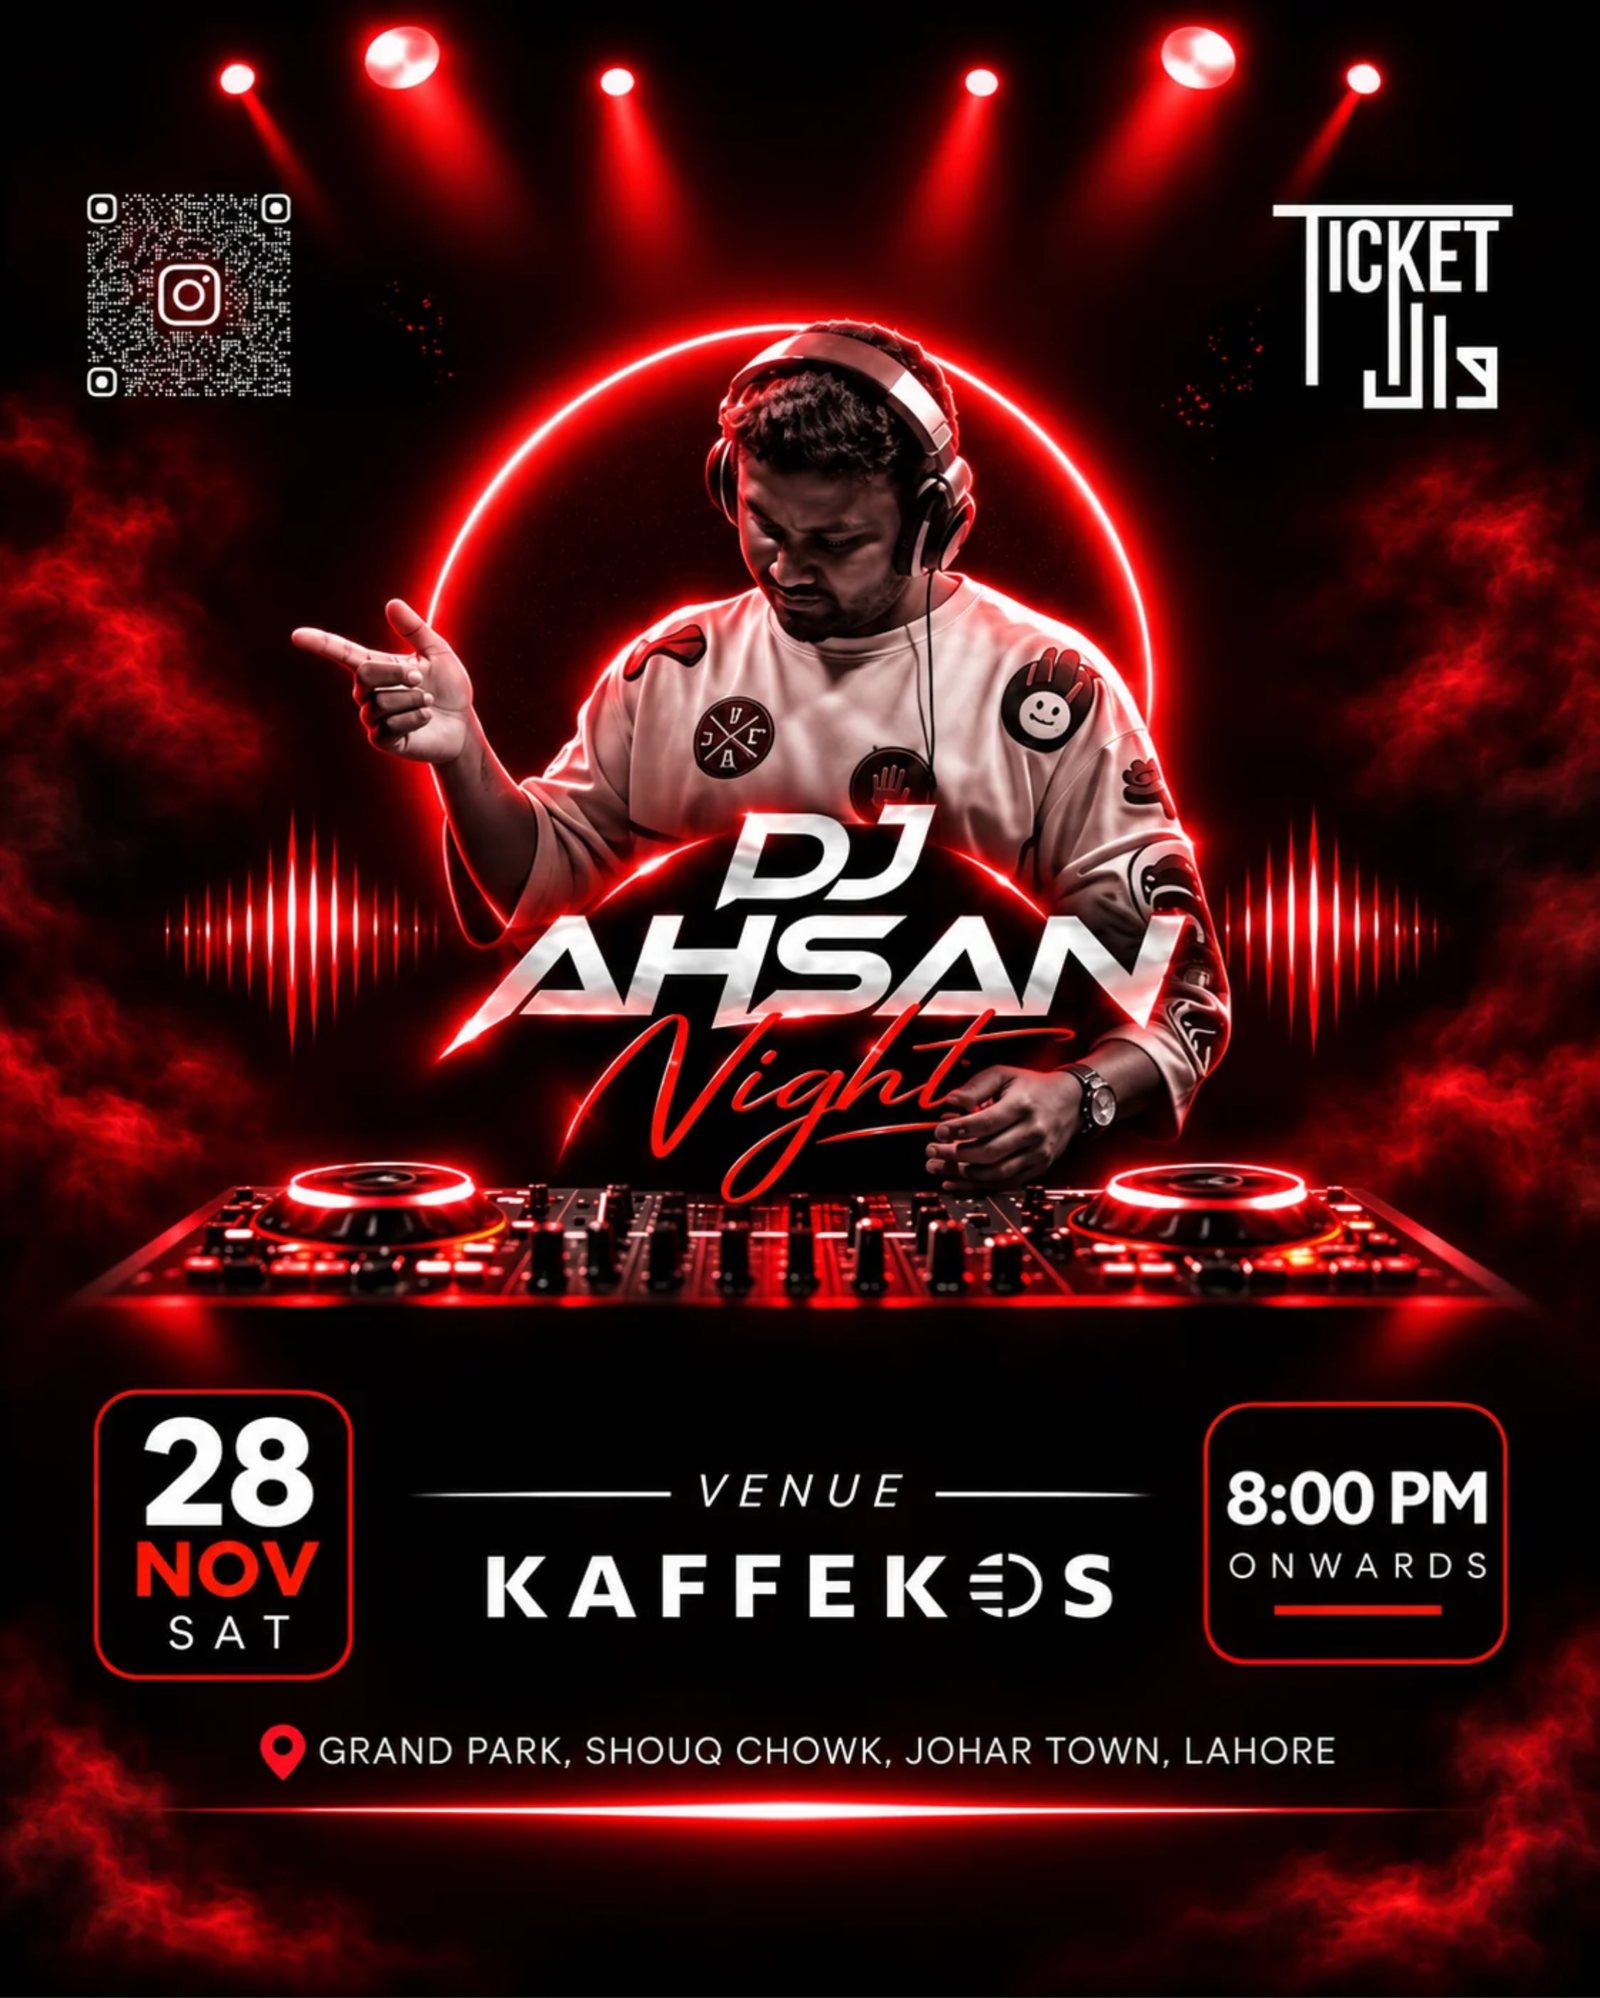 TICKET
وال
DJ
AHSAN
Night
28
NOV
SAT
VENUE
KAFFEKOS
8:00 PM
ONWARDS
GRAND PARK, SHOUQ CHOWK, JOHAR TOWN, LAHORE